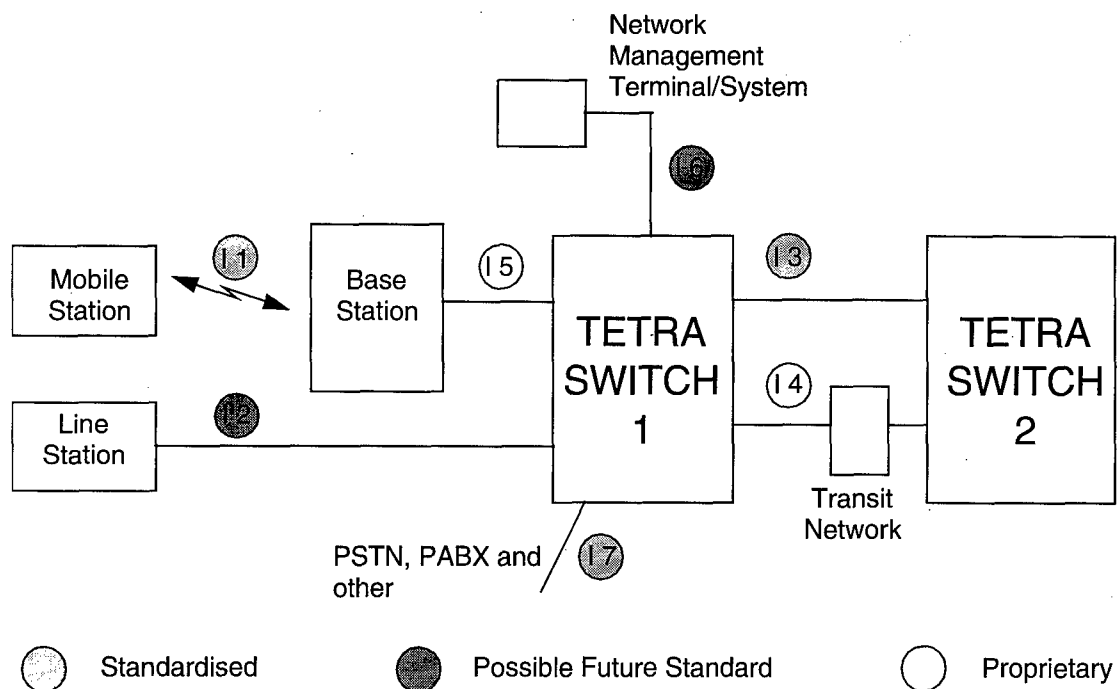 Network
Management
Terminal/System
I6
I1
I5
I3
Mobile
Station
Base
Station
TETRA
SWITCH
1
TETRA
SWITCH
2
I4
I2
Line
Station
Transit
Network
PSTN, PABX and
other
I7
Standardised
Possible Future Standard
Proprietary